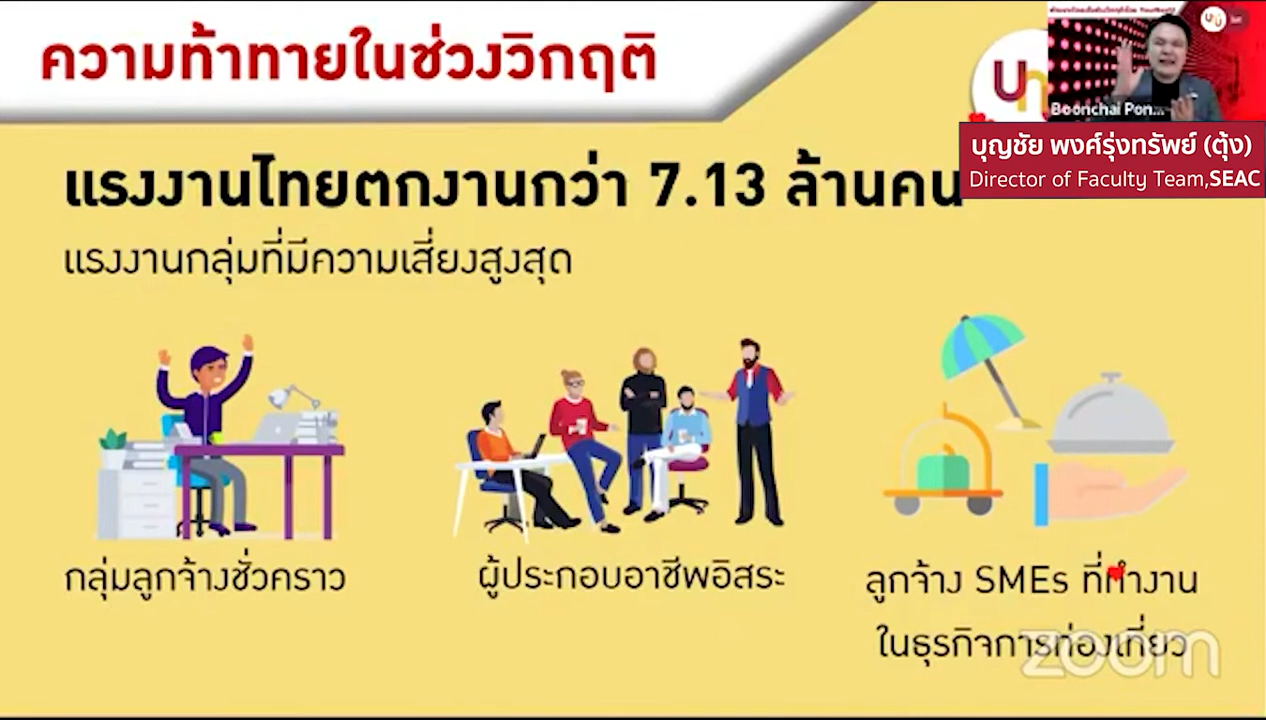 ความท้าทายในช่วงวิกฤติ
Boonchai Pon...
บุญชัย พงศ์รุ่งทรัพย์ (ตุ้ง)
Director of Faculty Team,SEAC
แรงงานไทยตกงานกว่า 7.13 ล้านคน
แรงงานกลุ่มที่มีความเสี่ยงสูงสุด
กลุ่มลูกจ้างชั่วคราว
ผู้ประกอบอาชีพอิสระ
ลูกจ้าง SMEs ที่ทำงาน
ในธุรกิจการท่องเที่ยว
zoom